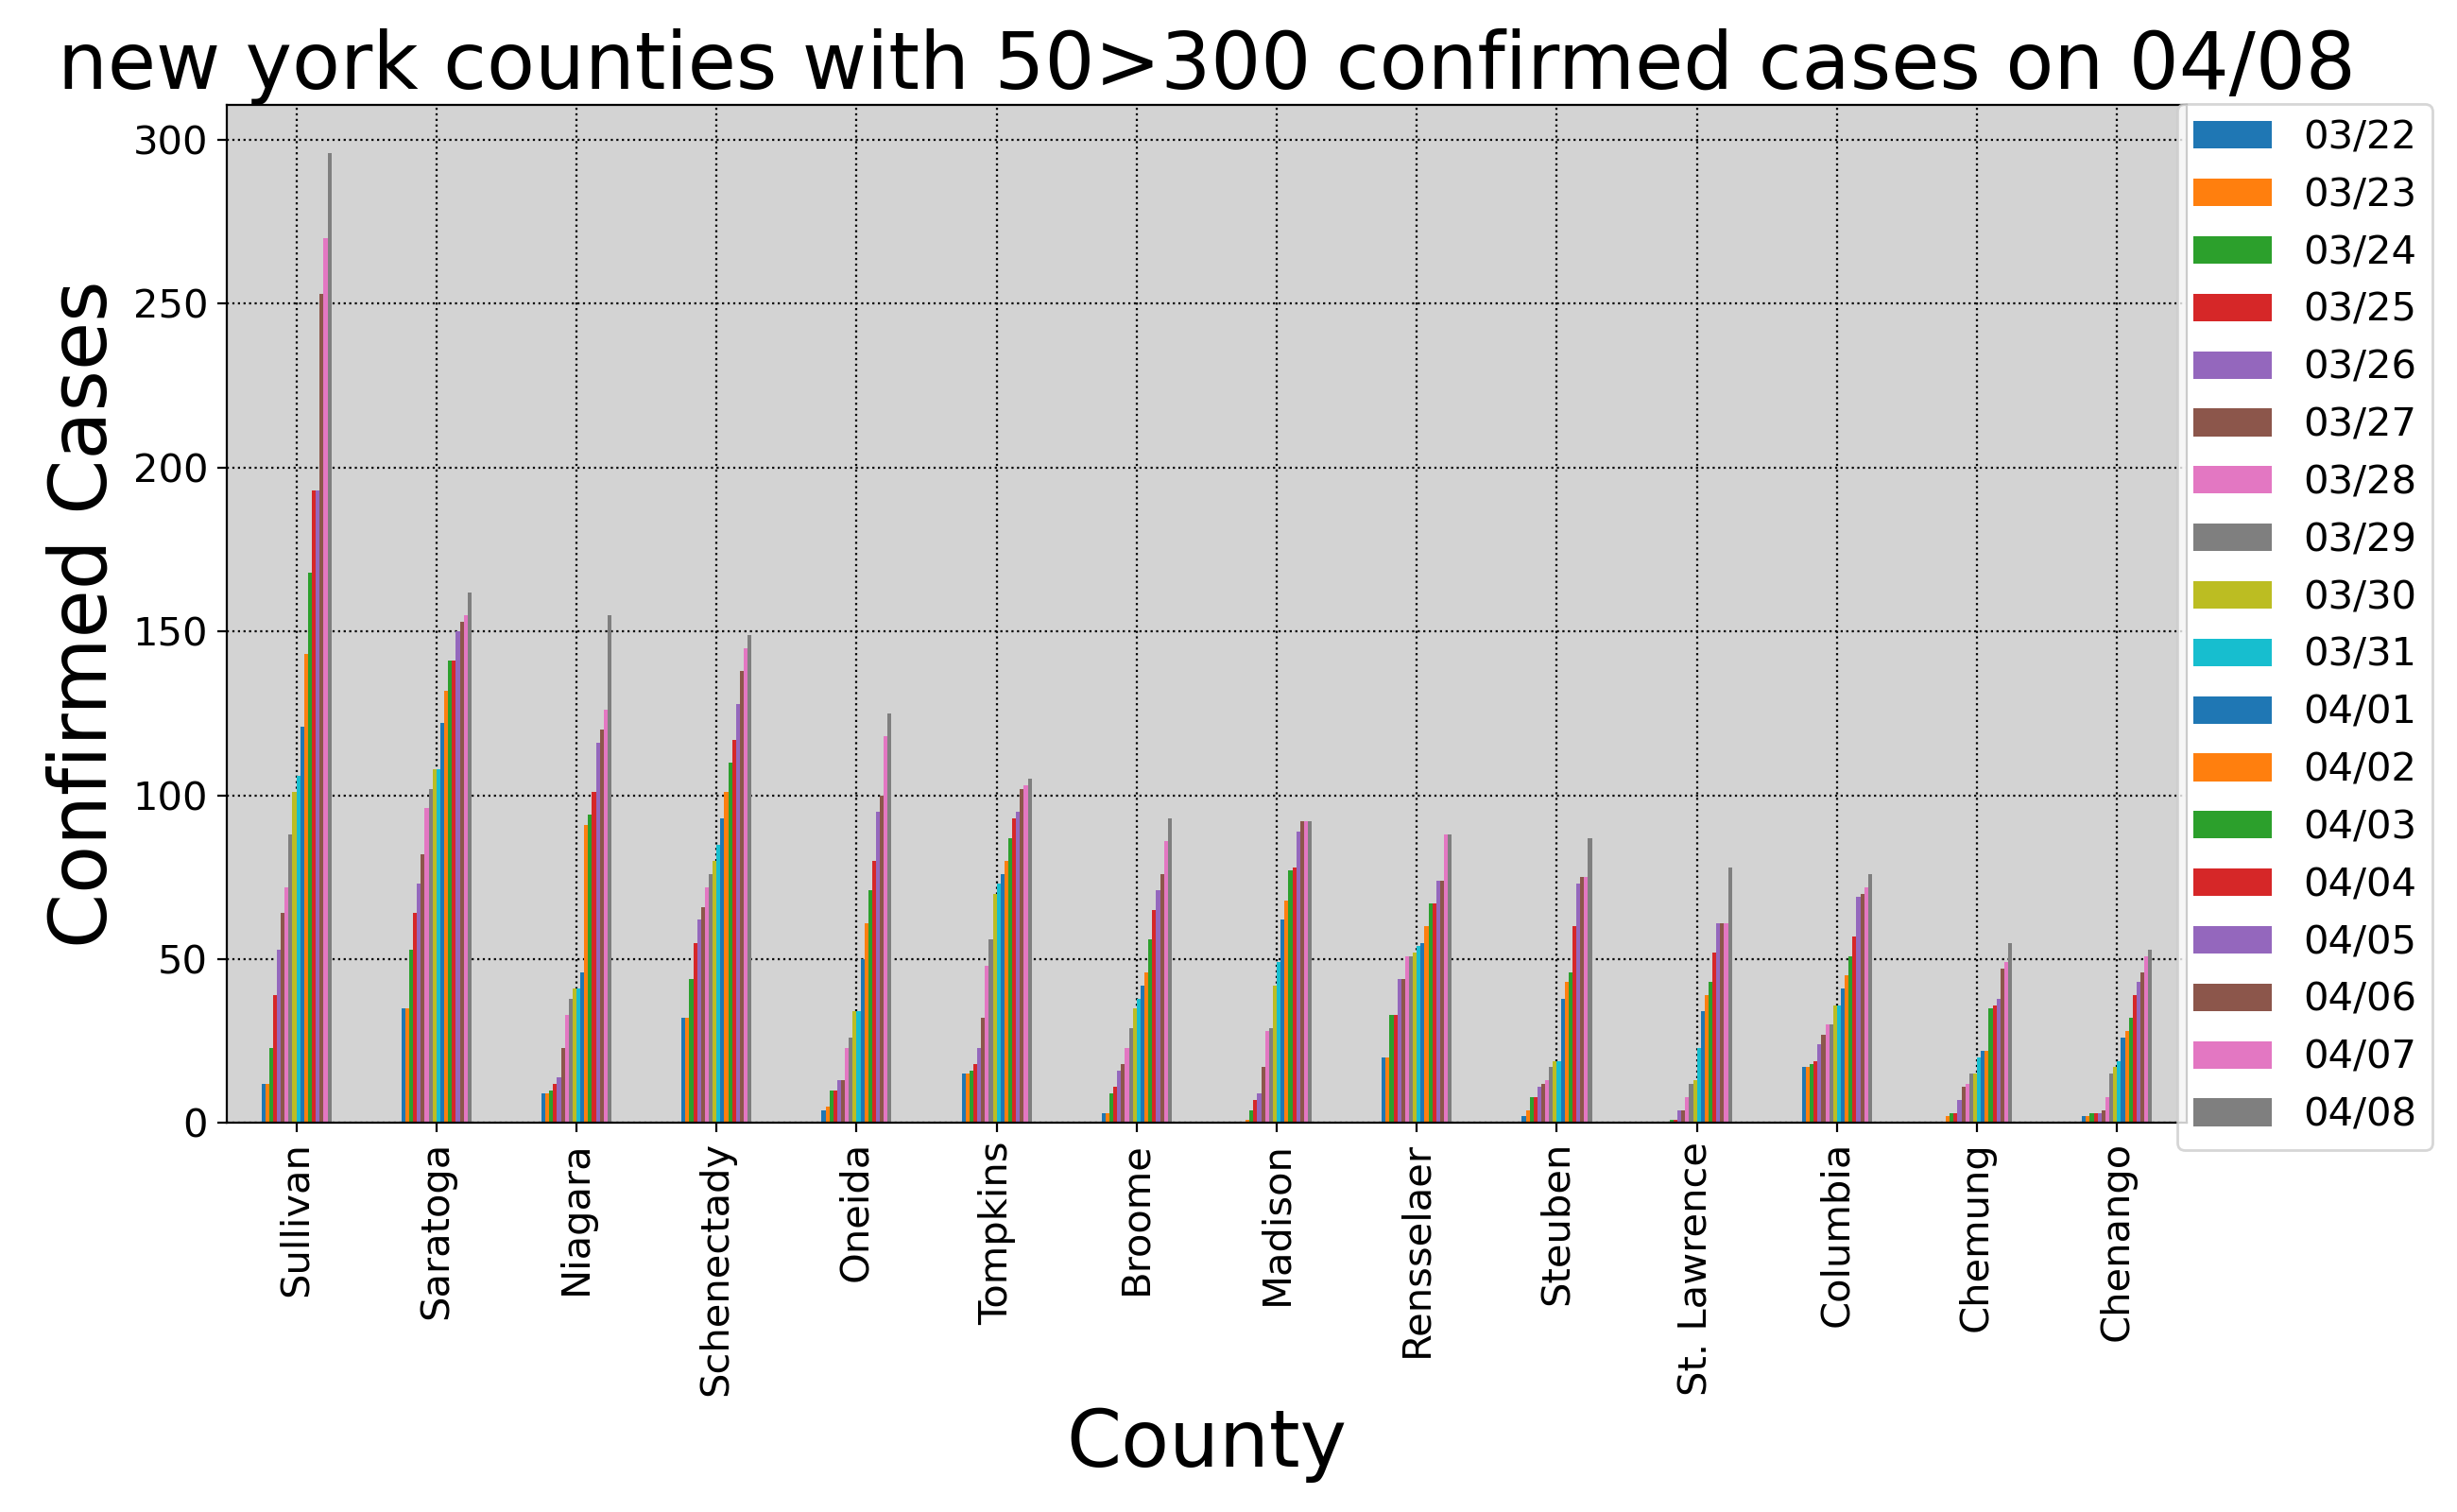 new york counties with 50>300 confirmed cases on 04/08
Confirmed Cases
300
250
200
150
100
50
0
Sullivan
Saratoga
Niagara
Schenectady
Oneida
Tompkins
Broome
Madison
Rensselaer
Steuben
St. Lawrence
Columbia
Chemung
Chenango
County
03/22
03/23
03/24
03/25
03/26
03/27
03/28
03/29
03/30
03/31
04/01
04/02
04/03
04/04
04/05
04/06
04/07
04/08